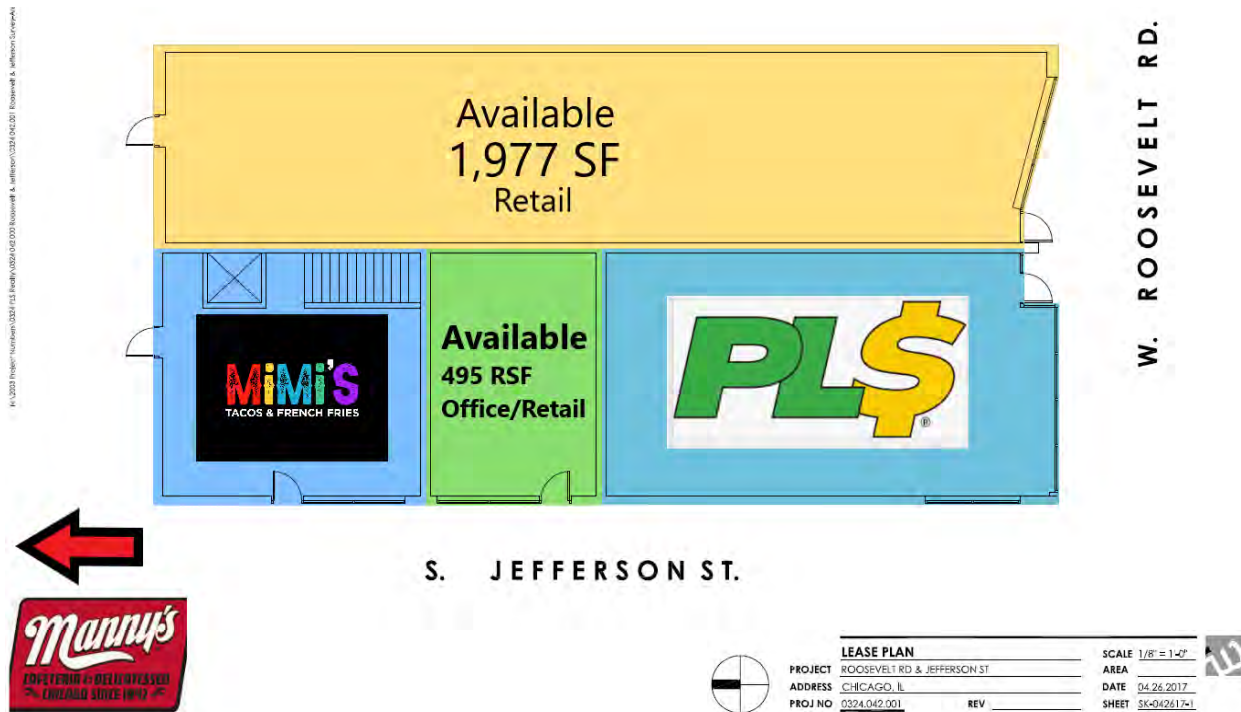 Available
1,977 SF
Retail
W. ROOSEVELT RD.
MiMi'S
TACOS & FRENCH FRIES
Available
495 RSF
Office/Retail
PL$
®
S. JEFFERSON ST.
Manny's
CAFETERIA & DELICATESSEN
CHICAGO SINCE 1942
LEASE PLAN
PROJECT ROOSEVELT RD & JEFFERSON ST
ADDRESS CHICAGO, IL
PROJ NO 0324.042.001 REV
SCALE 1/8" = 1'-0"
AREA
DATE 04.26.2017
SHEET SK-042617-1